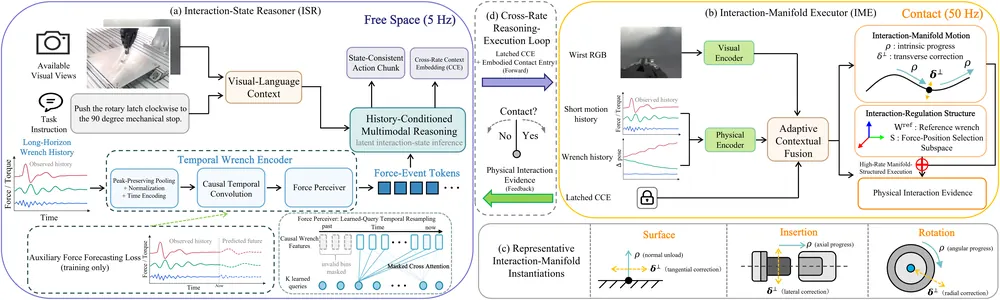 (a) Interaction-State Reasoner (ISR)
Free Space (5 Hz)
Available
Visual Views
Task
Instruction
Push the rotary latch clockwise to
the 90 degree mechanical stop.
Visual-Language
Context
State-Consistent
Action Chunk
Cross-Rate Context
Embedding (CCE)
History-Conditioned
Multimodal Reasoning
latent interaction-state inference
Long-Horizon
Wrench History
Observed history
Force / Torque
Time
Temporal Wrench Encoder
Peak-Preserving Pooling
+ Normalization
+ Time Encoding
Causal Temporal
Convolution
Force Perceiver
Force-Event Tokens
Auxiliary Force Forecasting Loss
(training only)
Observed history
Predicted future
Force / Torque
Time
Now
Force Perceiver: Learned-Query Temporal Resampling
past
Time
now
Causal Wrench
Features
invalid bins
masked
Masked Cross Attention
K learned
queries
(d) Cross-Rate
Reasoning-
Execution Loop
Latched CCE
+ Embodied Contact Entry
(Forward)
Contact?
No
Yes
Physical Interaction
Evidence
(Feedback)
(b) Interaction-Manifold Executor (IME)
Contact (50 Hz)
Wirst RGB
Visual
Encoder
Short motion
history
Observed history
Force / Torque
Wrench history
Δ pose
Time
Physical
Encoder
Latched CCE
Adaptive
Contextual
Fusion
Interaction-Manifold Motion
ρ : intrinsic progress
δ⊥ : transverse correction
ρ
δ⊥
ρ
Interaction-Regulation Structure
Wʳᵉᶠ : Reference wrench
S : Force-Position Selection
Subspace
High-Rate Manifold-
Structured Execution
Physical Interaction Evidence
(c) Representative
Interaction-Manifold
Instantiations
Surface
ρ (normal unload)
δ⊥ (tangential correction)
Insertion
ρ (axial progress)
δ⊥ (lateral correction)
Rotation
ρ (angular progress)
δ⊥ (radial correction)